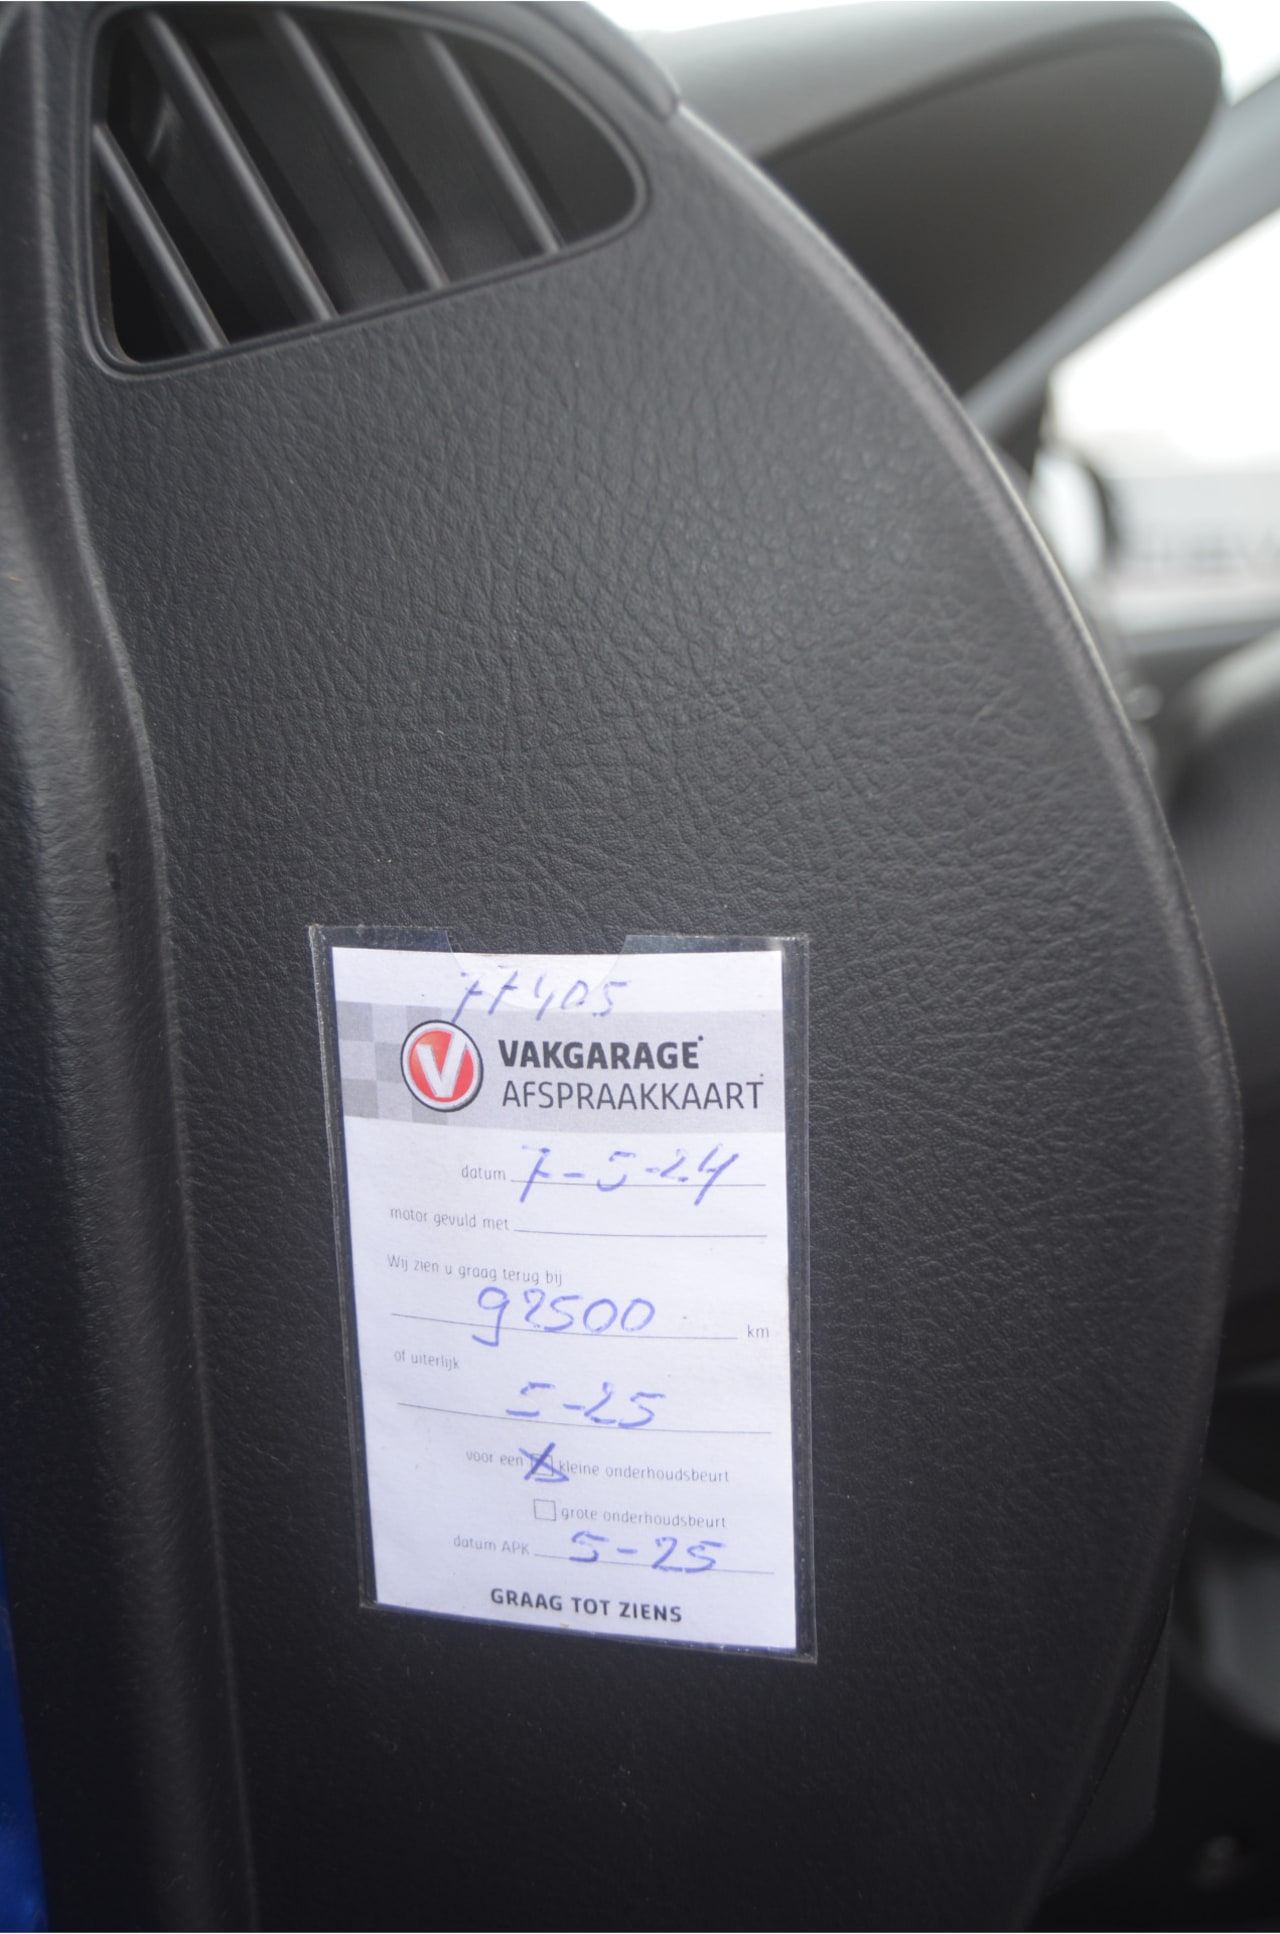 77405
VAKGARAGE
AFSPRAAKKAART
datum 7-5-24
motor gevuld met
Wij zien u graag terug bij
92500 km
of uiterlijk
5-25
voor een kleine onderhoudsbeurt
grote onderhoudsbeurt
datum APK 5-25
GRAAG TOT ZIENS